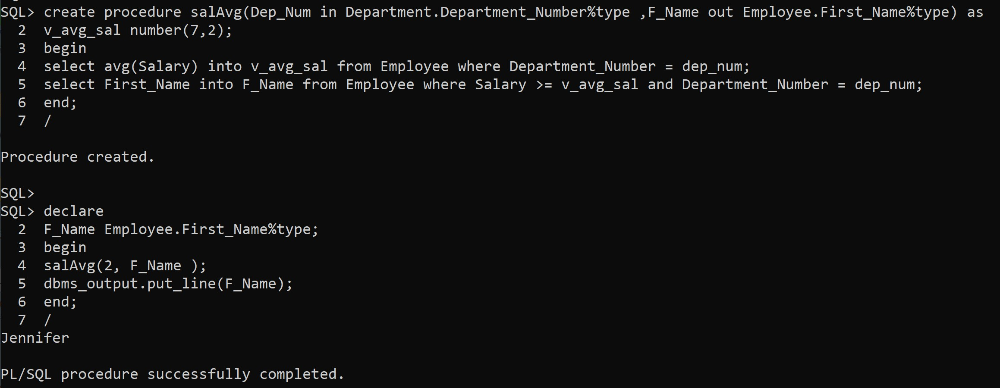 SQL> create procedure salAvg(Dep_Num in Department.Department_Number%type ,F_Name out Employee.First_Name%type) as
  2  v_avg_sal number(7,2);
  3  begin
  4  select avg(Salary) into v_avg_sal from Employee where Department_Number = dep_num;
  5  select First_Name into F_Name from Employee where Salary >= v_avg_sal and Department_Number = dep_num;
  6  end;
  7  /
Procedure created.
SQL>
SQL> declare
  2  F_Name Employee.First_Name%type;
  3  begin
  4  salAvg(2, F_Name );
  5  dbms_output.put_line(F_Name);
  6  end;
  7  /
Jennifer
PL/SQL procedure successfully completed.